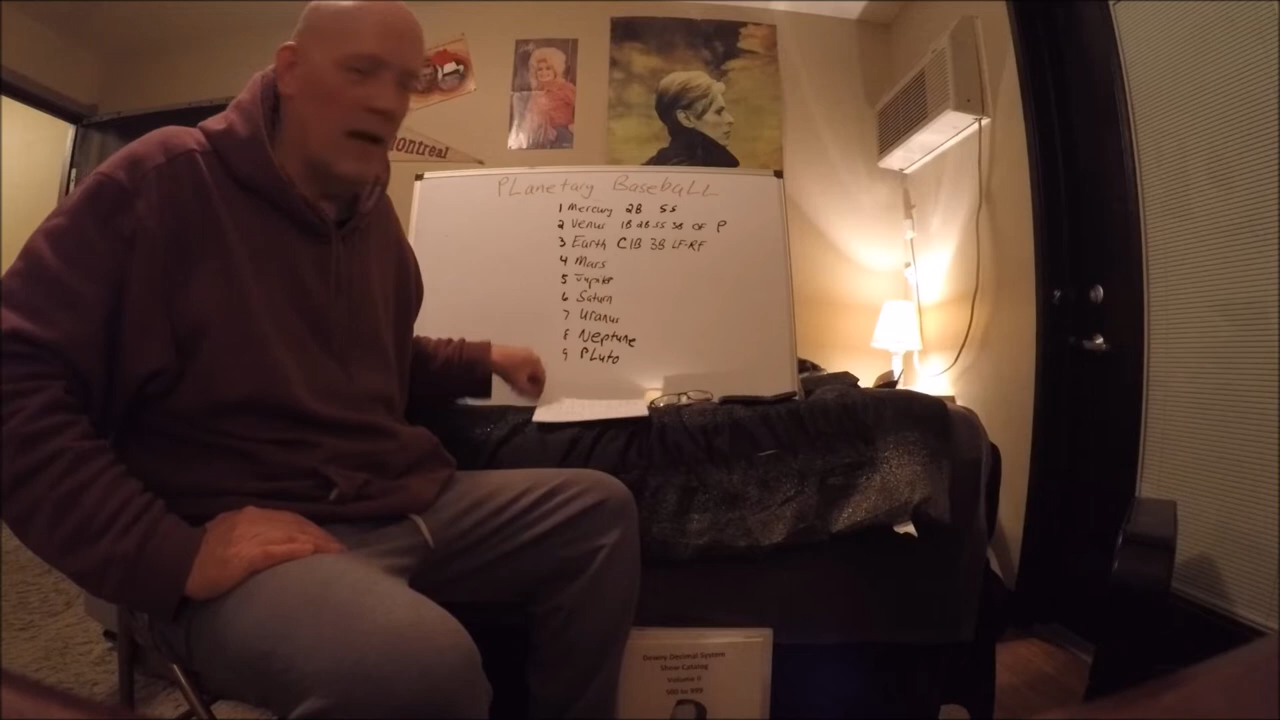 Montreal
PLanetary BasebaLL
1 Mercury 2B SS
2 Venus 1B 2B SS 3B OF P
3 Earth C 1B 3B LF-RF
4 Mars
5 Jupiter
6 Saturn
7 Uranus
8 Neptune
9 PLuto
Dewey Decimal System
Show Catalog
Volume II
500 to 999